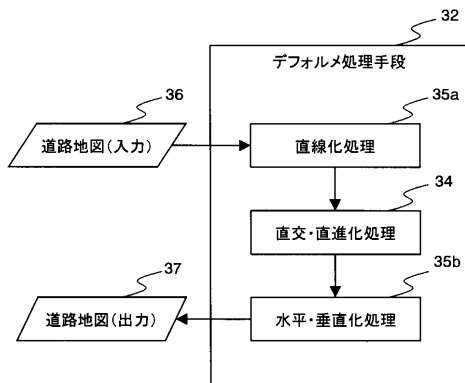 32
デフォルメ処理手段
36
35a
道路地図(入力)
直線化処理
34
直交・直進化処理
37
35b
道路地図(出力)
水平・垂直化処理